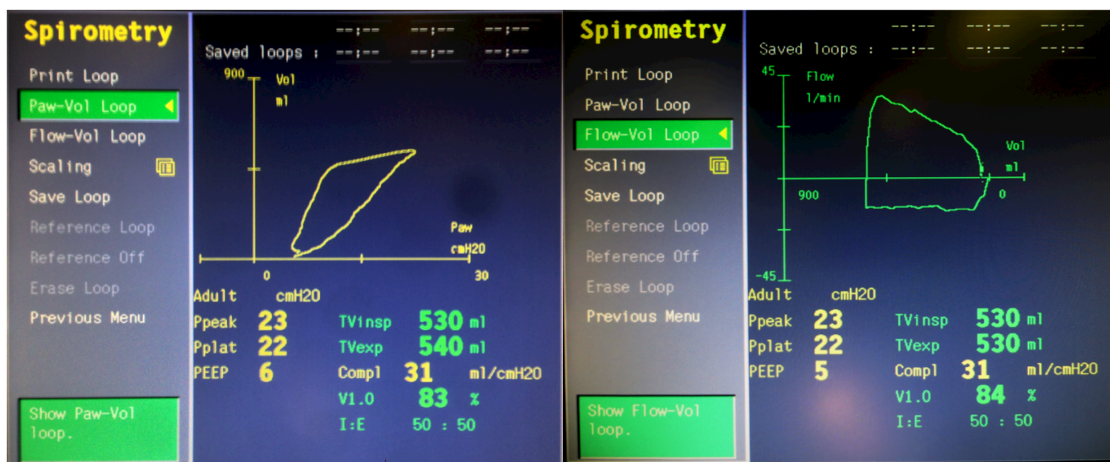 Spirometry
--:-- --:-- --:--
Saved loops : --:-- --:-- --:--
Print Loop
Paw-Vol Loop
Flow-Vol Loop
Scaling
Save Loop
Reference Loop
Reference Off
Erase Loop
Previous Menu
Show Paw-Vol
loop.
900 Vol
ml
Paw
cmH20
0 30
Adult cmH20
Ppeak 23 TVinsp 530 ml
Pplat 22 TVexp 540 ml
PEEP 6 Compl 31 ml/cmH20
V1.0 83 %
I:E 50 : 50
Spirometry
--:-- --:-- --:--
Saved loops : --:-- --:-- --:--
Print Loop
Paw-Vol Loop
Flow-Vol Loop
Scaling
Save Loop
Reference Loop
Reference Off
Erase Loop
Previous Menu
Show Flow-Vol
loop.
45 Flow
l/min
Vol
ml
900 0
-45
Adult cmH20
Ppeak 23 TVinsp 530 ml
Pplat 22 TVexp 530 ml
PEEP 5 Compl 31 ml/cmH20
V1.0 84 %
I:E 50 : 50